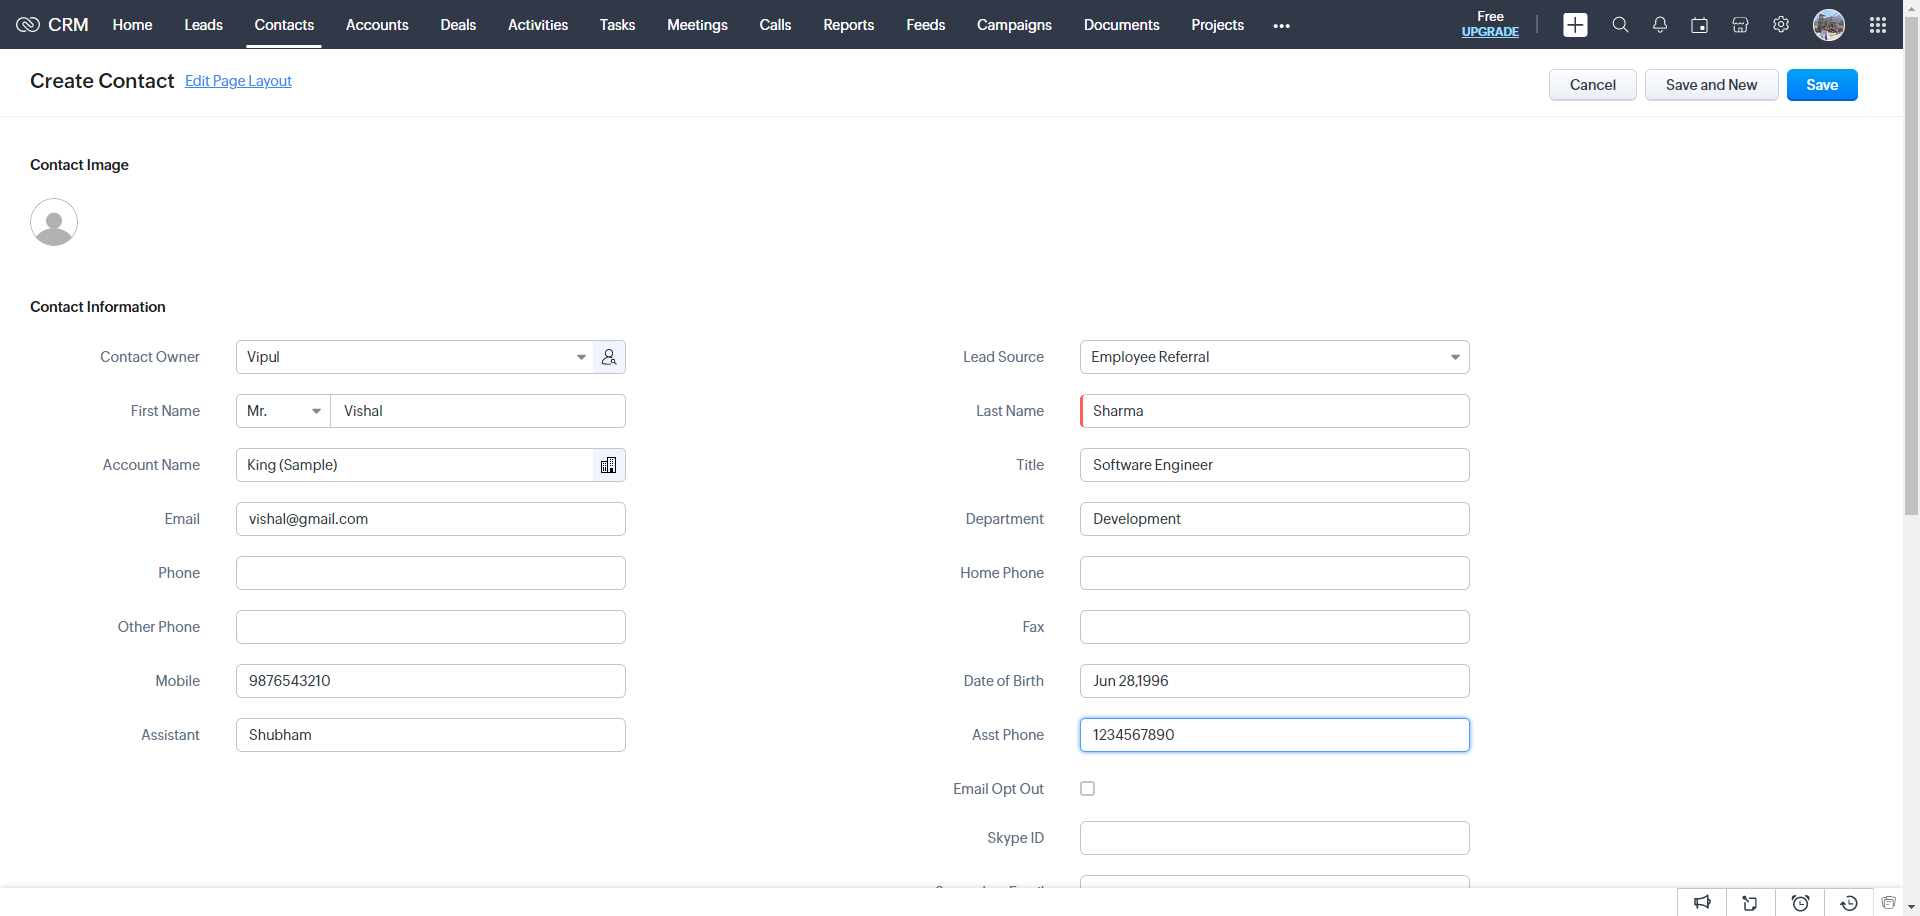 CRM Home Leads Contacts Accounts Deals Activities Tasks Meetings Calls Reports Feeds Campaigns Documents Projects ••• Free
UPGRADE
Create Contact Edit Page Layout Cancel Save and New Save
Contact Image
Contact Information
Contact Owner Vipul Lead Source Employee Referral
First Name Mr. Vishal Last Name Sharma
Account Name King (Sample) Title Software Engineer
Email vishal@gmail.com Department Development
Phone Home Phone
Other Phone Fax
Mobile 9876543210 Date of Birth Jun 28,1996
Assistant Shubham Asst Phone 1234567890
Email Opt Out
Skype ID